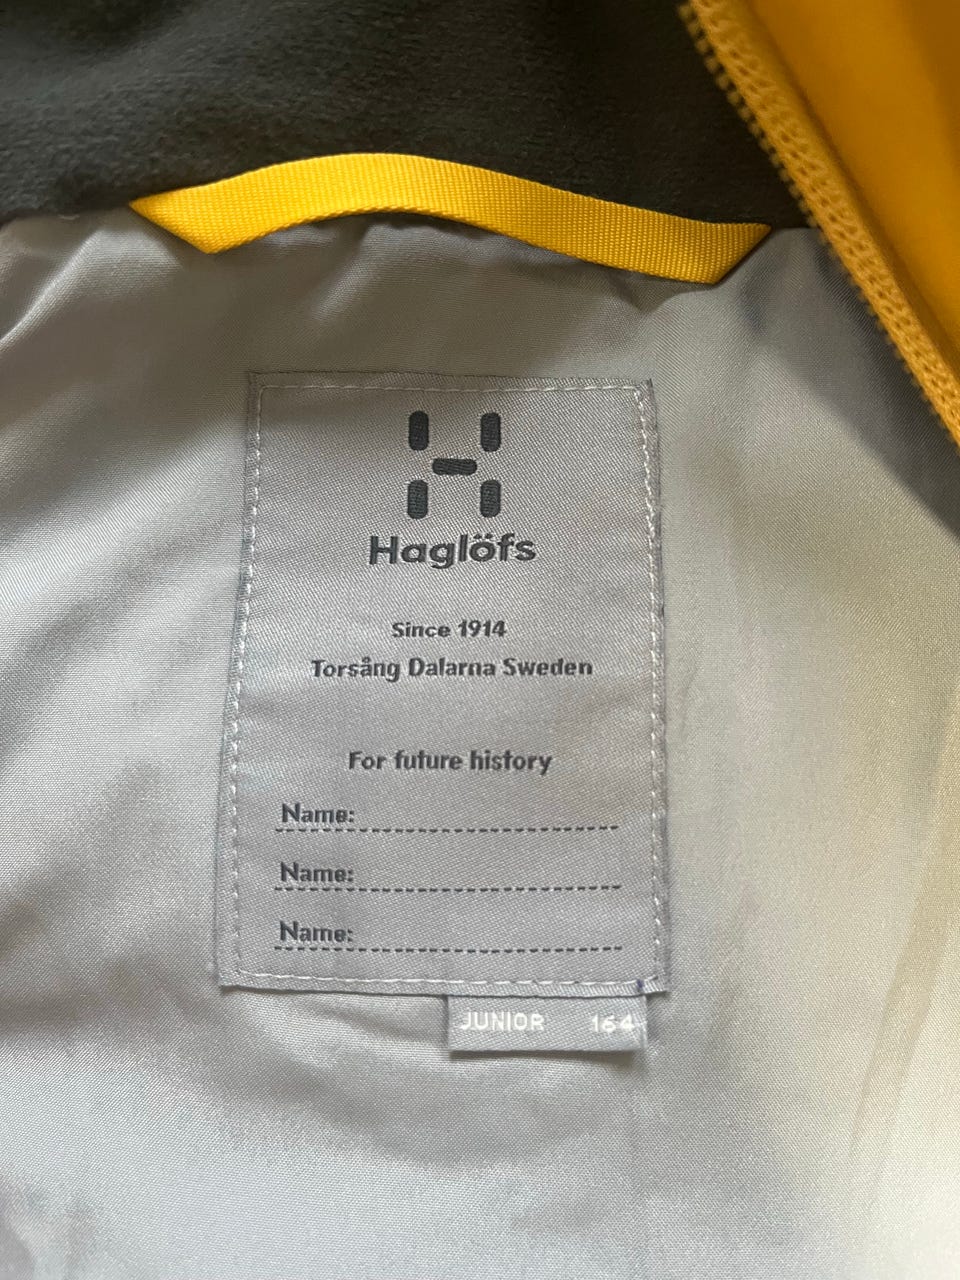 Haglöfs
Since 1914
Torsång Dalarna Sweden
For future history
Name:
Name:
Name:
JUNIOR 164